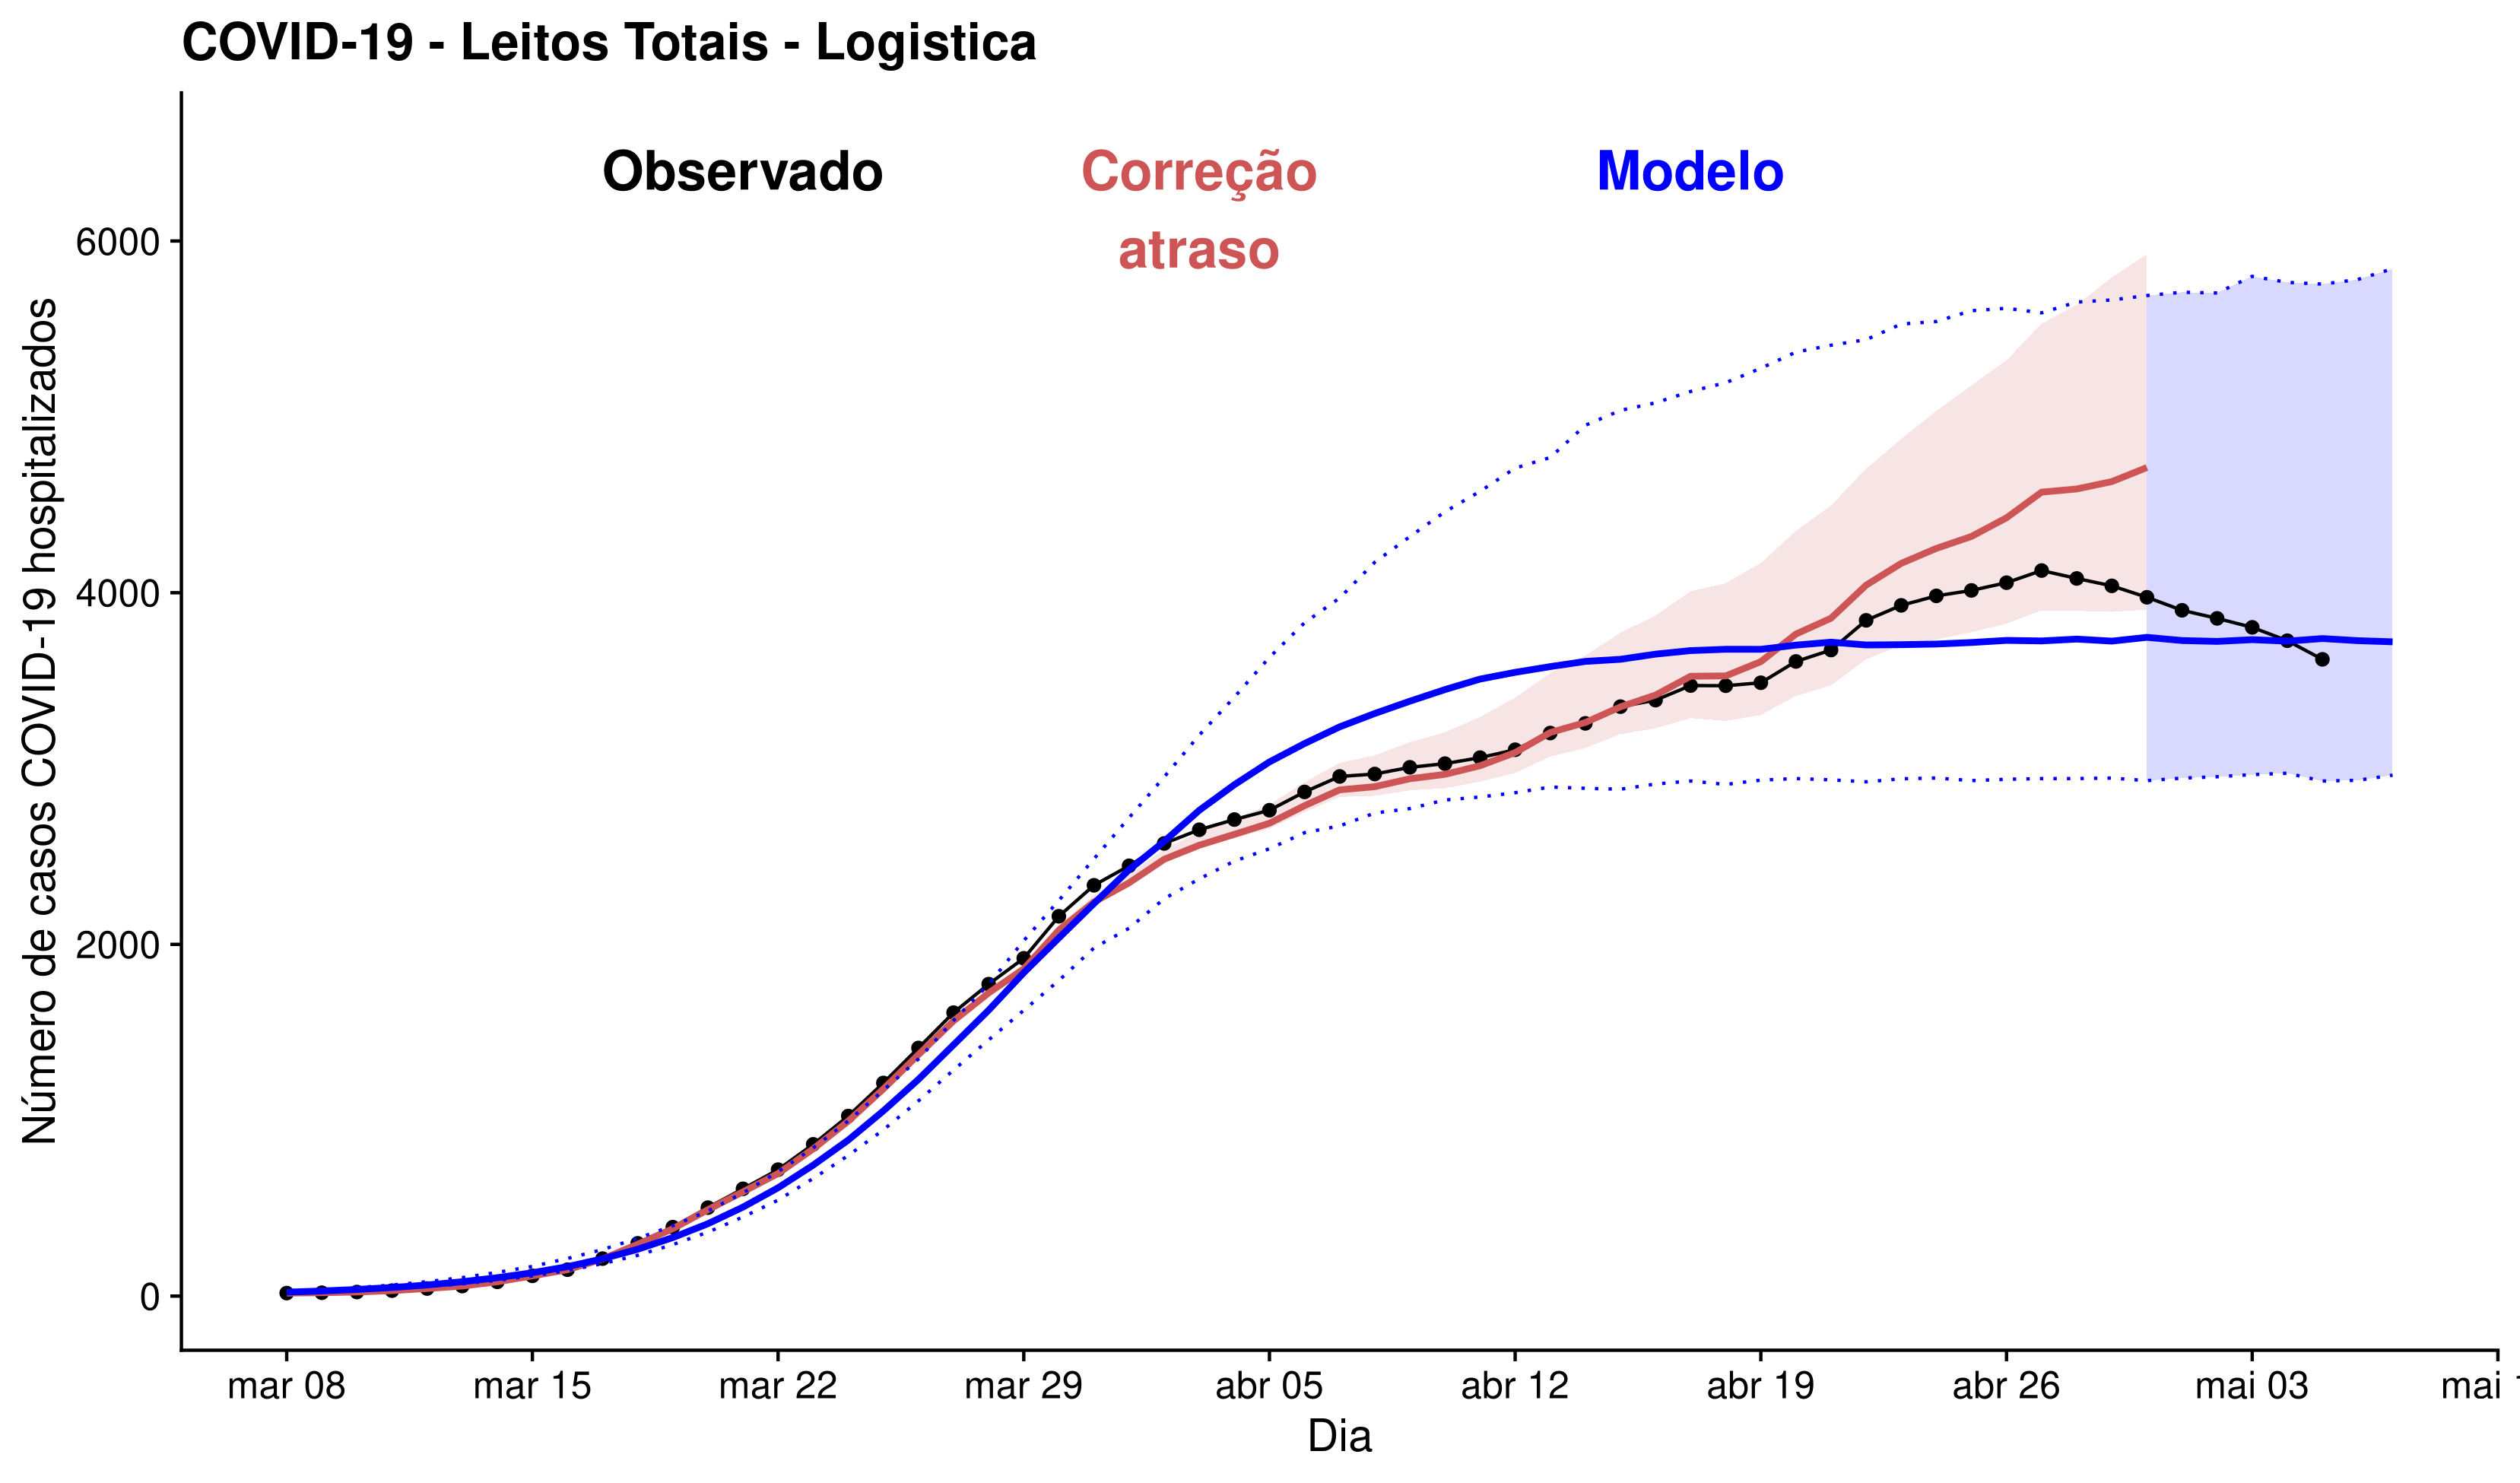 COVID-19 - Leitos Totais - Logistica
Observado
Correção
atraso
Modelo
Número de casos COVID-19 hospitalizados
6000
4000
2000
0
mar 08 mar 15 mar 22 mar 29 abr 05 abr 12 abr 19 abr 26 mai 03 mai
Dia